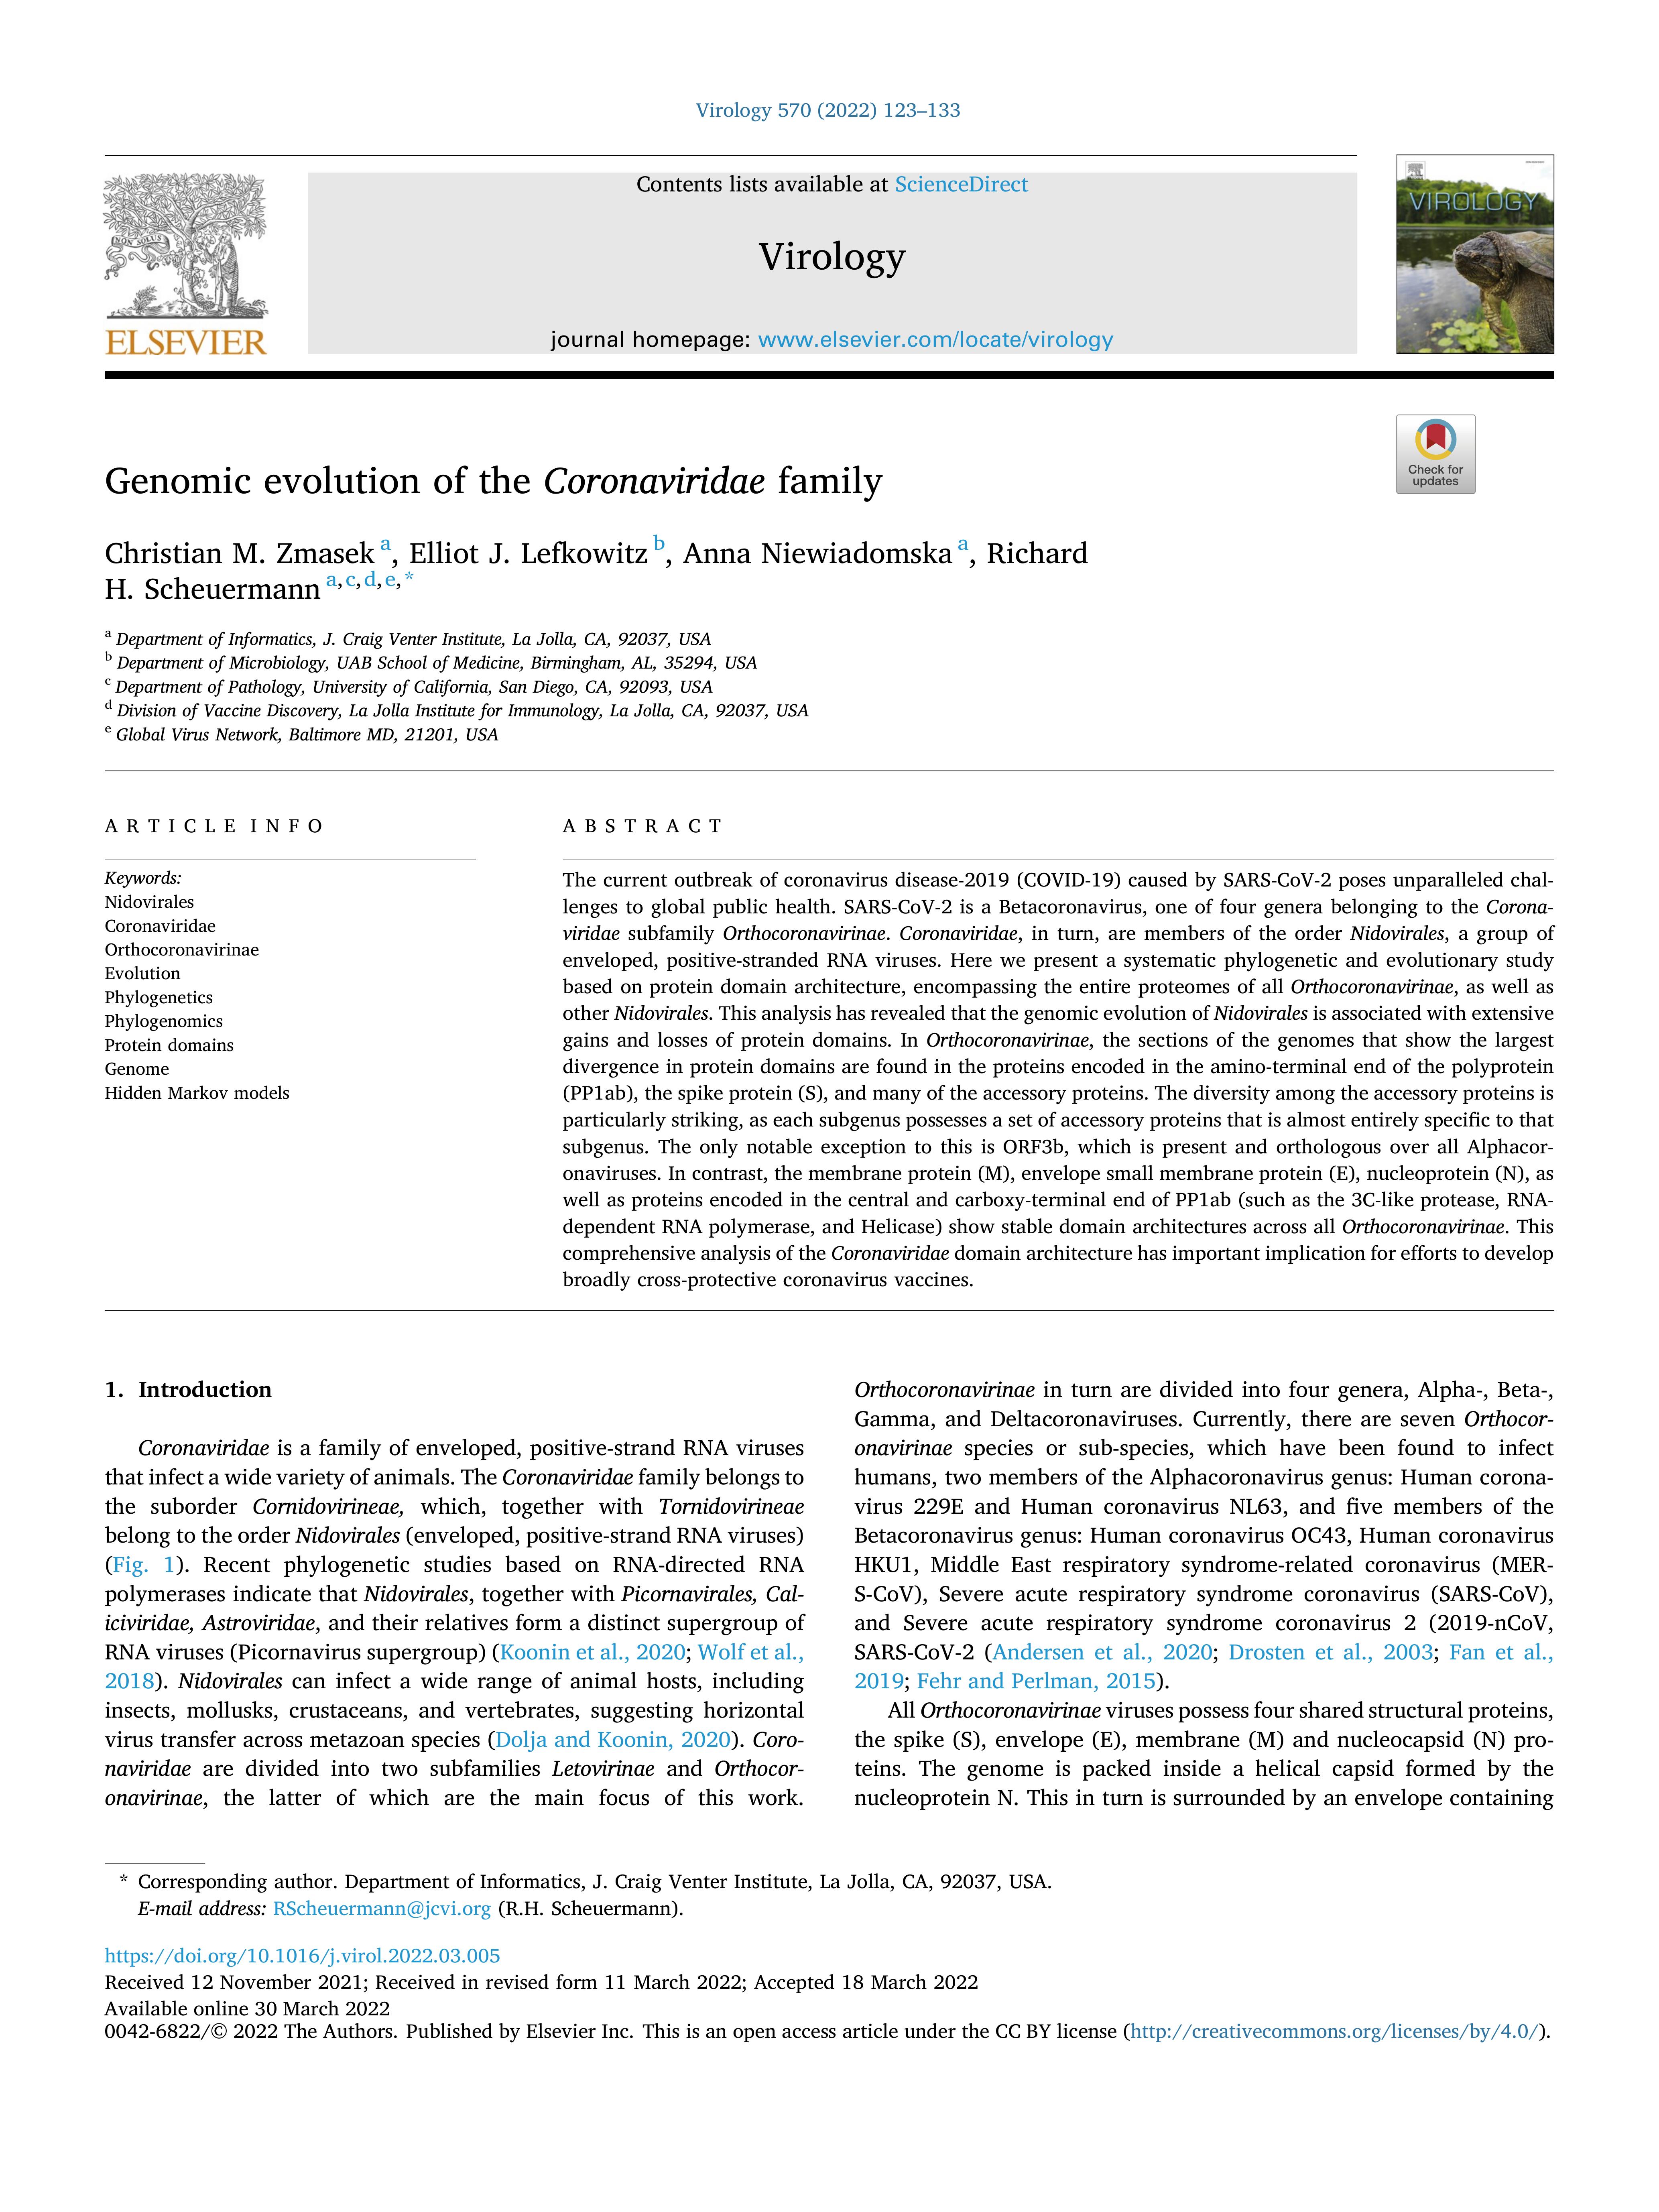 Virology 570 (2022) 123–133
Contents lists available at ScienceDirect
Virology
journal homepage: www.elsevier.com/locate/virology
NON SOLUS
ELSEVIER
VIROLOGY
Check for
updates
Genomic evolution of the Coronaviridae family
Christian M. Zmasek a, Elliot J. Lefkowitz b, Anna Niewiadomska a, Richard
H. Scheuermann a,c,d,e,*
a Department of Informatics, J. Craig Venter Institute, La Jolla, CA, 92037, USA
b Department of Microbiology, UAB School of Medicine, Birmingham, AL, 35294, USA
c Department of Pathology, University of California, San Diego, CA, 92093, USA
d Division of Vaccine Discovery, La Jolla Institute for Immunology, La Jolla, CA, 92037, USA
e Global Virus Network, Baltimore MD, 21201, USA
ARTICLE INFO
Keywords:
Nidovirales
Coronaviridae
Orthocoronavirinae
Evolution
Phylogenetics
Phylogenomics
Protein domains
Genome
Hidden Markov models
ABSTRACT
The current outbreak of coronavirus disease-2019 (COVID-19) caused by SARS-CoV-2 poses unparalleled chal-
lenges to global public health. SARS-CoV-2 is a Betacoronavirus, one of four genera belonging to the Corona-
viridae subfamily Orthocoronavirinae. Coronaviridae, in turn, are members of the order Nidovirales, a group of
enveloped, positive-stranded RNA viruses. Here we present a systematic phylogenetic and evolutionary study
based on protein domain architecture, encompassing the entire proteomes of all Orthocoronavirinae, as well as
other Nidovirales. This analysis has revealed that the genomic evolution of Nidovirales is associated with extensive
gains and losses of protein domains. In Orthocoronavirinae, the sections of the genomes that show the largest
divergence in protein domains are found in the proteins encoded in the amino-terminal end of the polyprotein
(PP1ab), the spike protein (S), and many of the accessory proteins. The diversity among the accessory proteins is
particularly striking, as each subgenus possesses a set of accessory proteins that is almost entirely specific to that
subgenus. The only notable exception to this is ORF3b, which is present and orthologous over all Alphacor-
onaviruses. In contrast, the membrane protein (M), envelope small membrane protein (E), nucleoprotein (N), as
well as proteins encoded in the central and carboxy-terminal end of PP1ab (such as the 3C-like protease, RNA-
dependent RNA polymerase, and Helicase) show stable domain architectures across all Orthocoronavirinae. This
comprehensive analysis of the Coronaviridae domain architecture has important implication for efforts to develop
broadly cross-protective coronavirus vaccines.
1. Introduction
Coronaviridae is a family of enveloped, positive-strand RNA viruses
that infect a wide variety of animals. The Coronaviridae family belongs to
the suborder Cornidovirineae, which, together with Tornidovirineae
belong to the order Nidovirales (enveloped, positive-strand RNA viruses)
(Fig. 1). Recent phylogenetic studies based on RNA-directed RNA
polymerases indicate that Nidovirales, together with Picornavirales, Cal-
iciviridae, Astroviridae, and their relatives form a distinct supergroup of
RNA viruses (Picornavirus supergroup) (Koonin et al., 2020; Wolf et al.,
2018). Nidovirales can infect a wide range of animal hosts, including
insects, mollusks, crustaceans, and vertebrates, suggesting horizontal
virus transfer across metazoan species (Dolja and Koonin, 2020). Coro-
naviridae are divided into two subfamilies Letovirinae and Orthocor-
onavirinae, the latter of which are the main focus of this work.
Orthocoronavirinae in turn are divided into four genera, Alpha-, Beta-,
Gamma, and Deltacoronaviruses. Currently, there are seven Orthocor-
onavirinae species or sub-species, which have been found to infect
humans, two members of the Alphacoronavirus genus: Human corona-
virus 229E and Human coronavirus NL63, and five members of the
Betacoronavirus genus: Human coronavirus OC43, Human coronavirus
HKU1, Middle East respiratory syndrome-related coronavirus (MER-
S-CoV), Severe acute respiratory syndrome coronavirus (SARS-CoV),
and Severe acute respiratory syndrome coronavirus 2 (2019-nCoV,
SARS-CoV-2 (Andersen et al., 2020; Drosten et al., 2003; Fan et al.,
2019; Fehr and Perlman, 2015).
All Orthocoronavirinae viruses possess four shared structural proteins,
the spike (S), envelope (E), membrane (M) and nucleocapsid (N) pro-
teins. The genome is packed inside a helical capsid formed by the
nucleoprotein N. This in turn is surrounded by an envelope containing
* Corresponding author. Department of Informatics, J. Craig Venter Institute, La Jolla, CA, 92037, USA.
E-mail address: RScheuermann@jcvi.org (R.H. Scheuermann).
https://doi.org/10.1016/j.virol.2022.03.005
Received 12 November 2021; Received in revised form 11 March 2022; Accepted 18 March 2022
Available online 30 March 2022
0042-6822/© 2022 The Authors. Published by Elsevier Inc. This is an open access article under the CC BY license (http://creativecommons.org/licenses/by/4.0/).